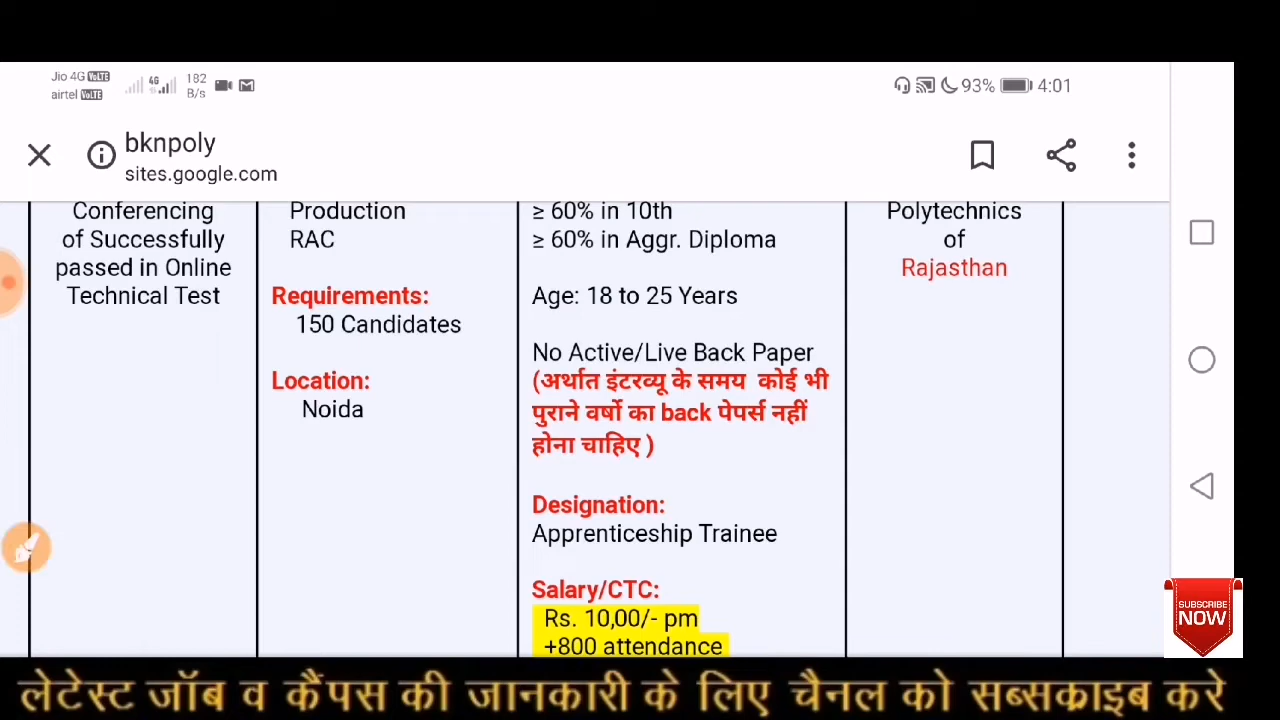 Jio 4G VoLTE
airtel VoLTE
4G
182
B/s
93%
4:01
bknpoly
sites.google.com
Conferencing
of Successfully
passed in Online
Technical Test
Production
RAC
Requirements:
150 Candidates
Location:
Noida
≥ 60% in 10th
≥ 60% in Aggr. Diploma
Age: 18 to 25 Years
No Active/Live Back Paper
(अर्थात इंटरव्यू के समय कोई भी
पुराने वर्षो का back पेपर्स नहीं
होना चाहिए )
Designation:
Apprenticeship Trainee
Salary/CTC:
Rs. 10,00/- pm
+800 attendance
Polytechnics
of
Rajasthan
SUBSCRIBE
NOW
लेटेस्ट जॉब व कैंपस की जानकारी के लिए चैनल को सब्सक्राइब करे